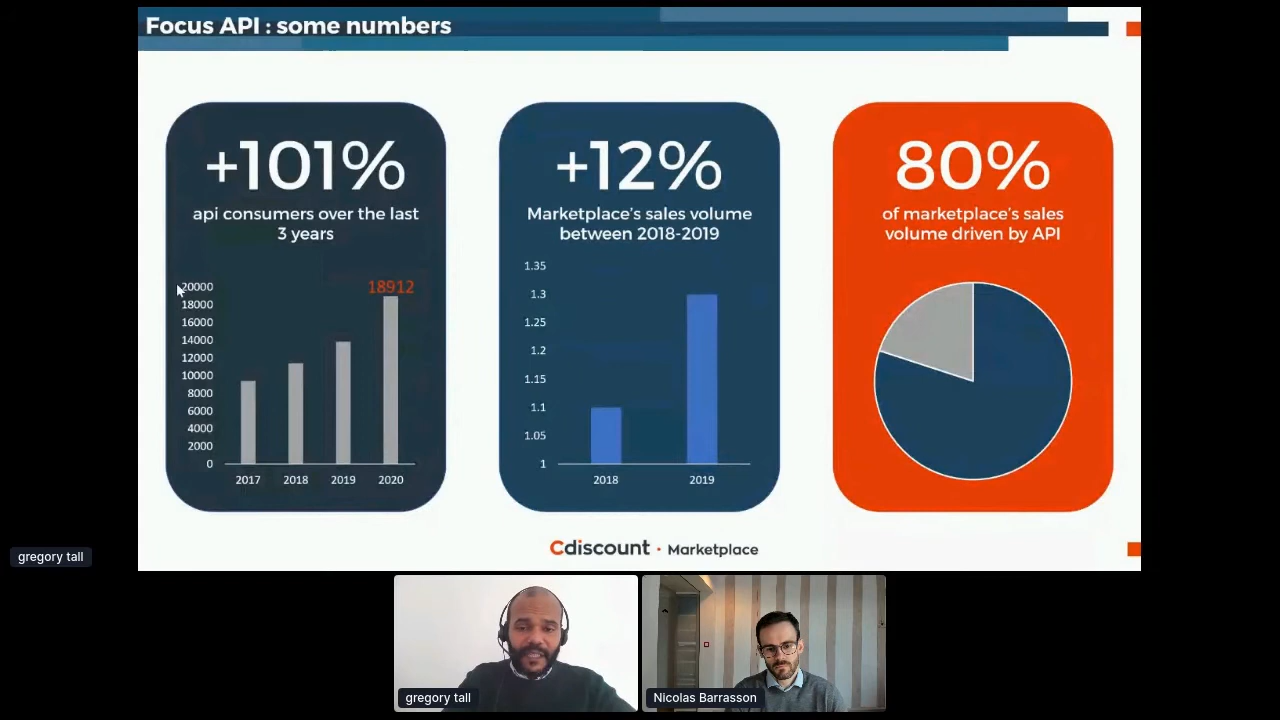 Focus API : some numbers
+101%
api consumers over the last
3 years
18912
20000
18000
16000
14000
12000
10000
8000
6000
4000
2000
0
2017 2018 2019 2020
+12%
Marketplace's sales volume
between 2018-2019
1.35
1.3
1.25
1.2
1.15
1.1
1.05
1
2018 2019
80%
of marketplace's sales
volume driven by API
Cdiscount · Marketplace
gregory tall
gregory tall
Nicolas Barrasson